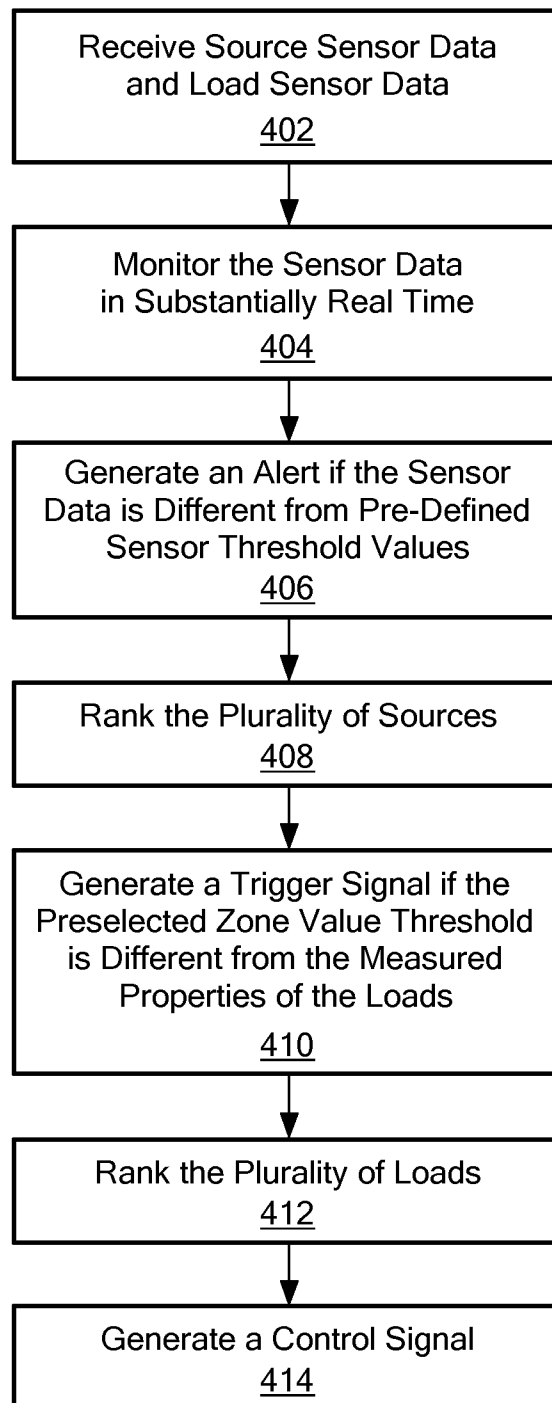 Receive Source Sensor Data
and Load Sensor Data
402
Monitor the Sensor Data
in Substantially Real Time
404
Generate an Alert if the Sensor
Data is Different from Pre-Defined
Sensor Threshold Values
406
Rank the Plurality of Sources
408
Generate a Trigger Signal if the
Preselected Zone Value Threshold
is Different from the Measured
Properties of the Loads
410
Rank the Plurality of Loads
412
Generate a Control Signal
414